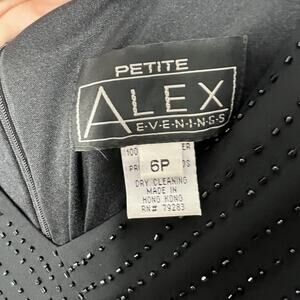 PETITE
ALEX
EVENINGS
100
6P
DRY CLEANING
MADE IN
HONG KONG
RN# 79283